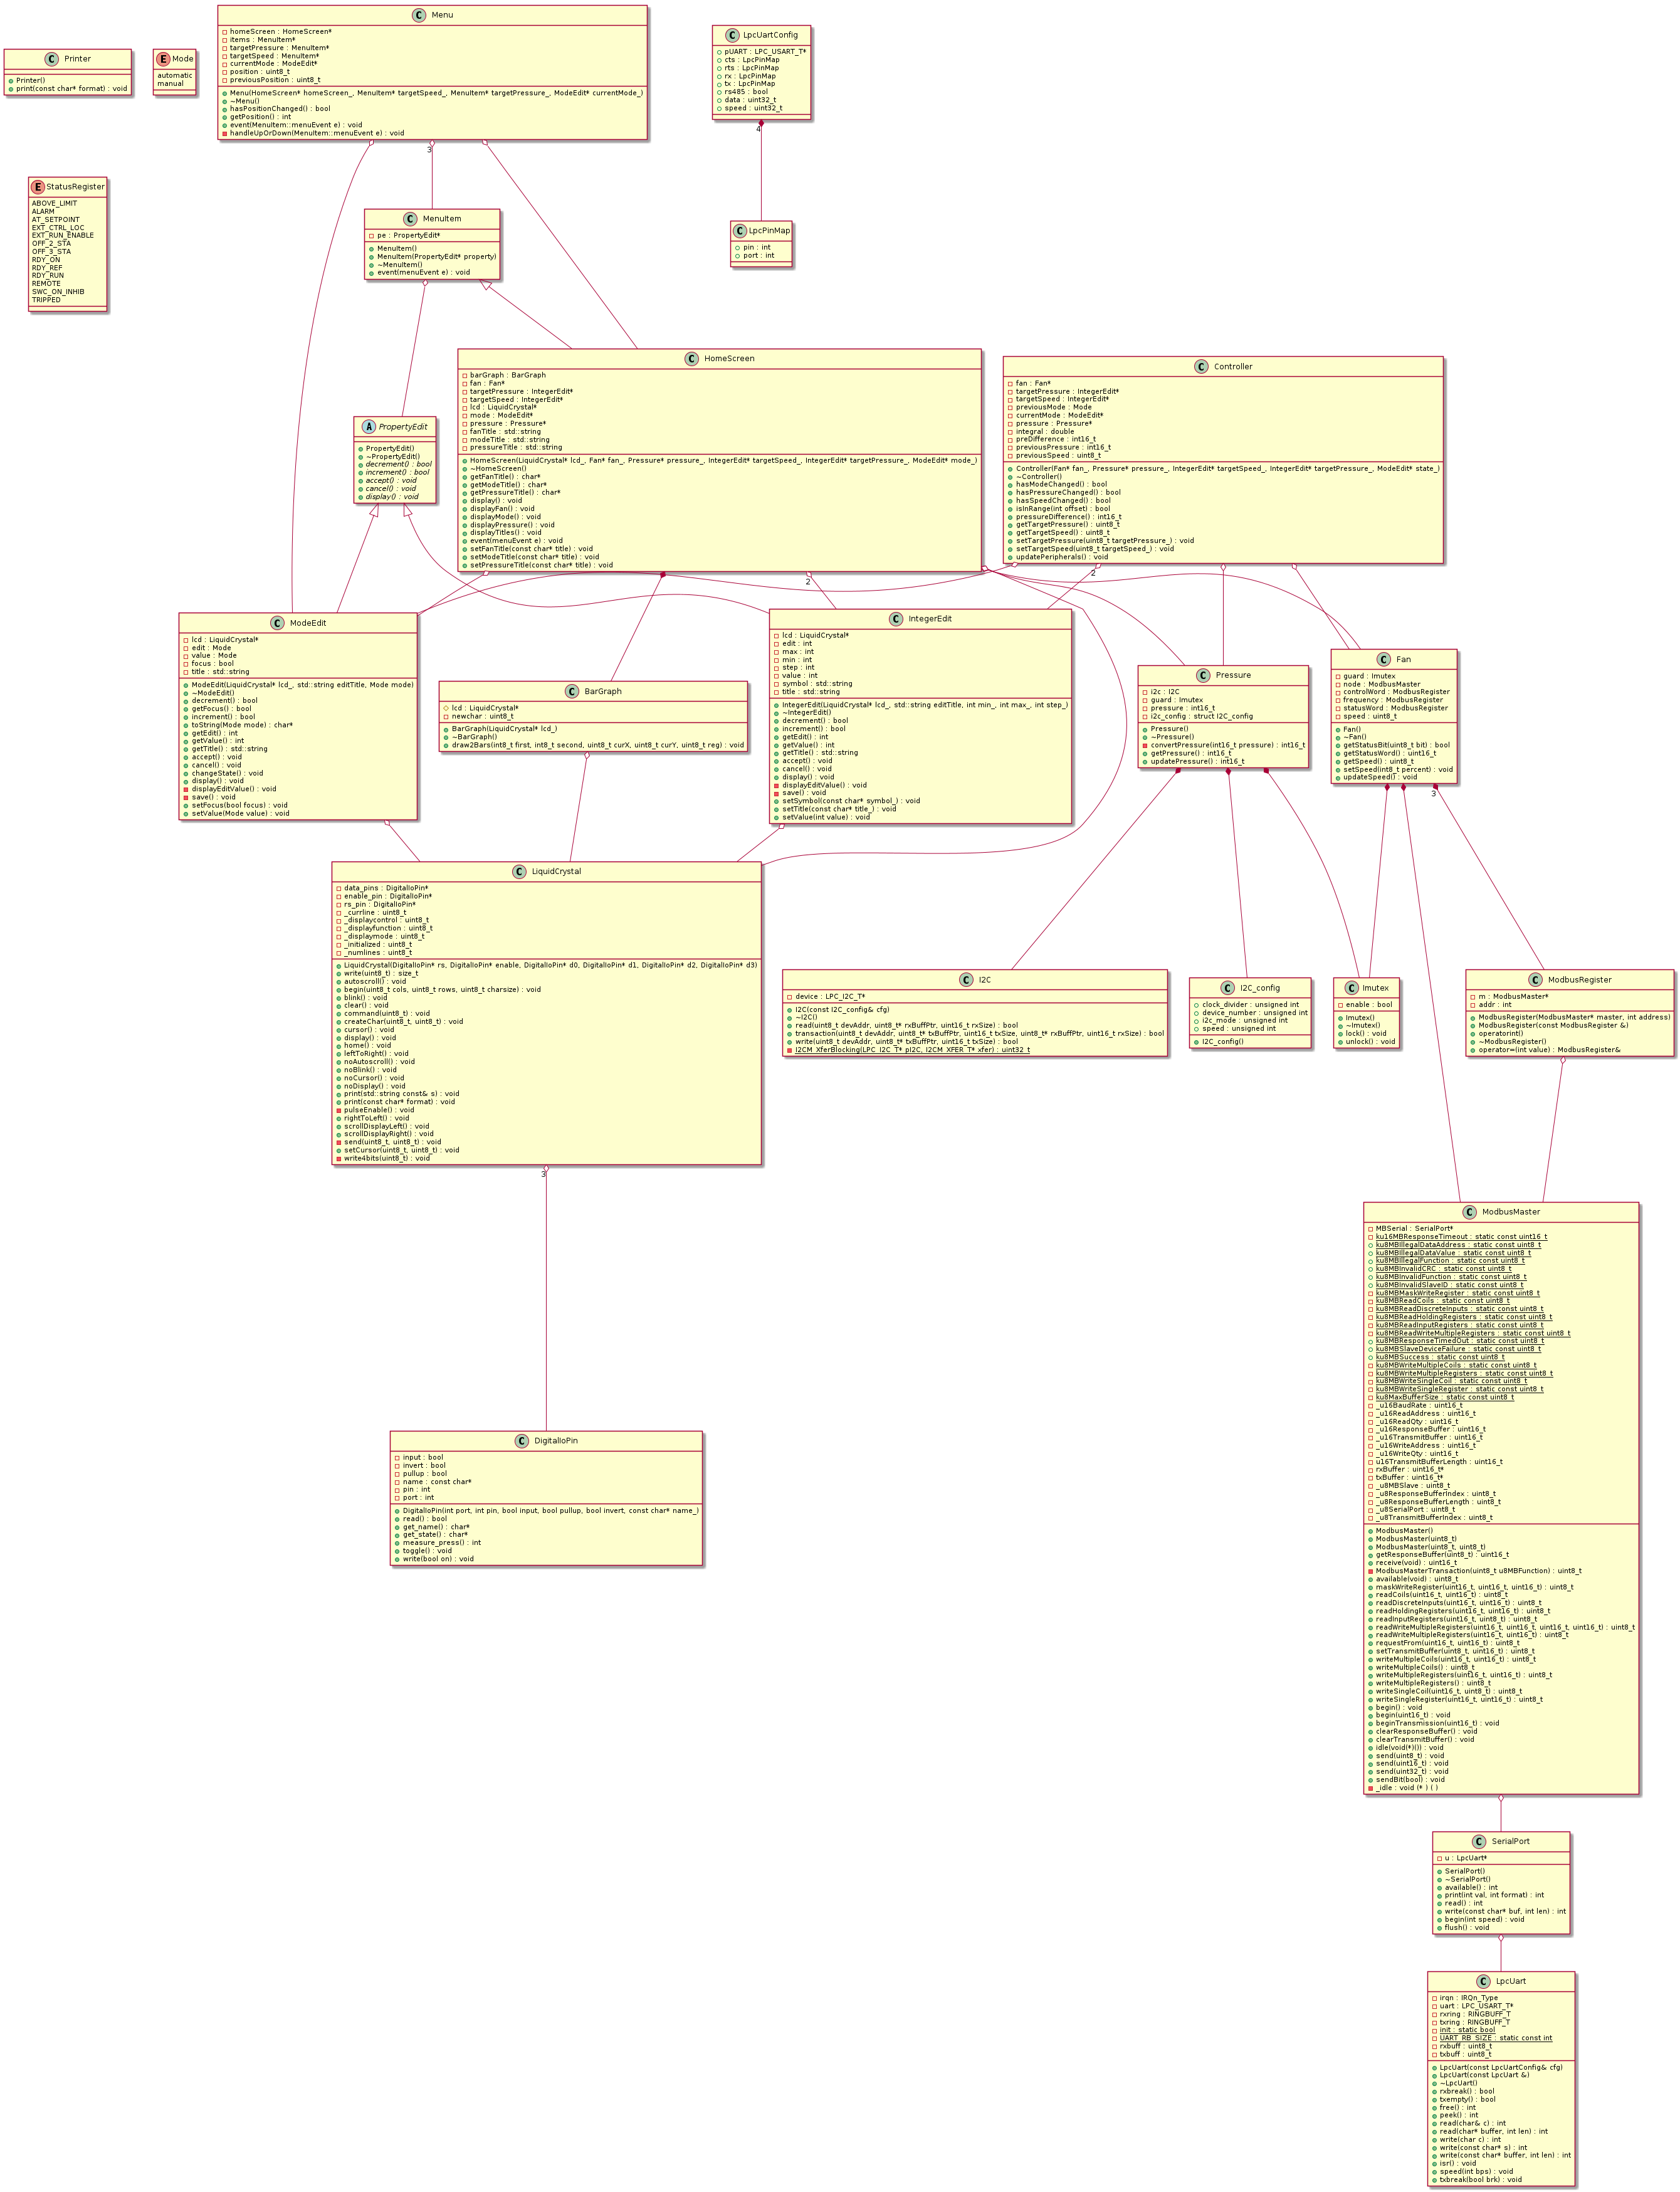 C Menu
homeScreen : HomeScreen*
items : MenuItem*
targetPressure : MenuItem*
targetSpeed : MenuItem*
currentMode : ModeEdit*
position : uint8_t
previousPosition : uint8_t
Menu(HomeScreen* homeScreen_, MenuItem* targetSpeed_, MenuItem* targetPressure_, ModeEdit* currentMode_)
~Menu()
hasPositionChanged() : bool
getPosition() : int
event(MenuItem::menuEvent e) : void
handleUpOrDown(MenuItem::menuEvent e) : void
C Printer
Printer()
print(const char* format) : void
E Mode
automatic
manual
C LpcUartConfig
pUART : LPC_USART_T*
cts : LpcPinMap
rts : LpcPinMap
rx : LpcPinMap
tx : LpcPinMap
rs485 : bool
data : uint32_t
speed : uint32_t
4
3
E StatusRegister
ABOVE_LIMIT
ALARM
AT_SETPOINT
EXT_CTRL_LOC
EXT_RUN_ENABLE
OFF_2_STA
OFF_3_STA
RDY_ON
RDY_REF
RDY_RUN
REMOTE
SWC_ON_INHIB
TRIPPED
C MenuItem
pe : PropertyEdit*
MenuItem()
MenuItem(PropertyEdit* property)
~MenuItem()
event(menuEvent e) : void
C LpcPinMap
pin : int
port : int
C HomeScreen
barGraph : BarGraph
fan : Fan*
targetPressure : IntegerEdit*
targetSpeed : IntegerEdit*
lcd : LiquidCrystal*
mode : ModeEdit*
pressure : Pressure*
fanTitle : std::string
modeTitle : std::string
pressureTitle : std::string
HomeScreen(LiquidCrystal* lcd_, Fan* fan_, Pressure* pressure_, IntegerEdit* targetSpeed_, IntegerEdit* targetPressure_, ModeEdit* mode_)
~HomeScreen()
getFanTitle() : char*
getModeTitle() : char*
getPressureTitle() : char*
display() : void
displayFan() : void
displayMode() : void
displayPressure() : void
displayTitles() : void
event(menuEvent e) : void
setFanTitle(const char* title) : void
setModeTitle(const char* title) : void
setPressureTitle(const char* title) : void
C Controller
fan : Fan*
targetPressure : IntegerEdit*
targetSpeed : IntegerEdit*
previousMode : Mode
currentMode : ModeEdit*
pressure : Pressure*
integral : double
preDifference : int16_t
previousPressure : int16_t
previousSpeed : uint8_t
Controller(Fan* fan_, Pressure* pressure_, IntegerEdit* targetSpeed_, IntegerEdit* targetPressure_, ModeEdit* state_)
~Controller()
hasModeChanged() : bool
hasPressureChanged() : bool
hasSpeedChanged() : bool
isInRange(int offset) : bool
pressureDifference() : int16_t
getTargetPressure() : uint8_t
getTargetSpeed() : uint8_t
setTargetPressure(uint8_t targetPressure_) : void
setTargetSpeed(uint8_t targetSpeed_) : void
updatePeripherals() : void
A PropertyEdit
PropertyEdit()
~PropertyEdit()
decrement() : bool
increment() : bool
accept() : void
cancel() : void
display() : void
2
2
C ModeEdit
lcd : LiquidCrystal*
edit : Mode
value : Mode
focus : bool
title : std::string
ModeEdit(LiquidCrystal* lcd_, std::string editTitle, Mode mode)
~ModeEdit()
decrement() : bool
getFocus() : bool
increment() : bool
toString(Mode mode) : char*
getEdit() : int
getValue() : int
getTitle() : std::string
accept() : void
cancel() : void
changeState() : void
display() : void
displayEditValue() : void
save() : void
setFocus(bool focus) : void
setValue(Mode value) : void
C BarGraph
lcd : LiquidCrystal*
newchar : uint8_t
BarGraph(LiquidCrystal* lcd_)
~BarGraph()
draw2Bars(int8_t first, int8_t second, uint8_t curX, uint8_t curY, uint8_t reg) : void
C IntegerEdit
lcd : LiquidCrystal*
edit : int
max : int
min : int
step : int
value : int
symbol : std::string
title : std::string
IntegerEdit(LiquidCrystal* lcd_, std::string editTitle, int min_, int max_, int step_)
~IntegerEdit()
decrement() : bool
increment() : bool
getEdit() : int
getValue() : int
getTitle() : std::string
accept() : void
cancel() : void
display() : void
displayEditValue() : void
save() : void
setSymbol(const char* symbol_) : void
setTitle(const char* title_) : void
setValue(int value) : void
C Pressure
i2c : I2C
guard : Imutex
pressure : int16_t
i2c_config : struct I2C_config
Pressure()
~Pressure()
convertPressure(int16_t pressure) : int16_t
getPressure() : int16_t
updatePressure() : int16_t
C Fan
guard : Imutex
node : ModbusMaster
controlWord : ModbusRegister
frequency : ModbusRegister
statusWord : ModbusRegister
speed : uint8_t
Fan()
~Fan()
getStatusBit(uint8_t bit) : bool
getStatusWord() : uint16_t
getSpeed() : uint8_t
setSpeed(int8_t percent) : void
updateSpeed() : void
3
C LiquidCrystal
data_pins : DigitalIoPin*
enable_pin : DigitalIoPin*
rs_pin : DigitalIoPin*
_currline : uint8_t
_displaycontrol : uint8_t
_displayfunction : uint8_t
_displaymode : uint8_t
_initialized : uint8_t
_numlines : uint8_t
LiquidCrystal(DigitalIoPin* rs, DigitalIoPin* enable, DigitalIoPin* d0, DigitalIoPin* d1, DigitalIoPin* d2, DigitalIoPin* d3)
write(uint8_t) : size_t
autoscroll() : void
begin(uint8_t cols, uint8_t rows, uint8_t charsize) : void
blink() : void
clear() : void
command(uint8_t) : void
createChar(uint8_t, uint8_t) : void
cursor() : void
display() : void
home() : void
leftToRight() : void
noAutoscroll() : void
noBlink() : void
noCursor() : void
noDisplay() : void
print(std::string const& s) : void
print(const char* format) : void
pulseEnable() : void
rightToLeft() : void
scrollDisplayLeft() : void
scrollDisplayRight() : void
send(uint8_t, uint8_t) : void
setCursor(uint8_t, uint8_t) : void
write4bits(uint8_t) : void
3
C I2C
device : LPC_I2C_T*
I2C(const I2C_config& cfg)
~I2C()
read(uint8_t devAddr, uint8_t* rxBuffPtr, uint16_t rxSize) : bool
transaction(uint8_t devAddr, uint8_t* txBuffPtr, uint16_t txSize, uint8_t* rxBuffPtr, uint16_t rxSize) : bool
write(uint8_t devAddr, uint8_t* txBuffPtr, uint16_t txSize) : bool
I2CM_XferBlocking(LPC_I2C_T* pI2C, I2CM_XFER_T* xfer) : uint32_t
C I2C_config
clock_divider : unsigned int
device_number : unsigned int
i2c_mode : unsigned int
speed : unsigned int
I2C_config()
C Imutex
enable : bool
Imutex()
~Imutex()
lock() : void
unlock() : void
C ModbusRegister
m : ModbusMaster*
addr : int
ModbusRegister(ModbusMaster* master, int address)
ModbusRegister(const ModbusRegister &)
operatorint()
~ModbusRegister()
operator=(int value) : ModbusRegister&
C ModbusMaster
MBSerial : SerialPort*
ku16MBResponseTimeout : static const uint16_t
ku8MBIllegalDataAddress : static const uint8_t
ku8MBIllegalDataValue : static const uint8_t
ku8MBIllegalFunction : static const uint8_t
ku8MBInvalidCRC : static const uint8_t
ku8MBInvalidFunction : static const uint8_t
ku8MBInvalidSlaveID : static const uint8_t
ku8MBMaskWriteRegister : static const uint8_t
ku8MBReadCoils : static const uint8_t
ku8MBReadDiscreteInputs : static const uint8_t
ku8MBReadHoldingRegisters : static const uint8_t
ku8MBReadInputRegisters : static const uint8_t
ku8MBReadWriteMultipleRegisters : static const uint8_t
ku8MBResponseTimedOut : static const uint8_t
ku8MBSlaveDeviceFailure : static const uint8_t
ku8MBSuccess : static const uint8_t
ku8MBWriteMultipleCoils : static const uint8_t
ku8MBWriteMultipleRegisters : static const uint8_t
ku8MBWriteSingleCoil : static const uint8_t
ku8MBWriteSingleRegister : static const uint8_t
ku8MaxBufferSize : static const uint8_t
_u16BaudRate : uint16_t
_u16ReadAddress : uint16_t
_u16ReadQty : uint16_t
_u16ResponseBuffer : uint16_t
_u16TransmitBuffer : uint16_t
_u16WriteAddress : uint16_t
_u16WriteQty : uint16_t
u16TransmitBufferLength : uint16_t
rxBuffer : uint16_t*
txBuffer : uint16_t*
_u8MBSlave : uint8_t
_u8ResponseBufferIndex : uint8_t
_u8ResponseBufferLength : uint8_t
_u8SerialPort : uint8_t
_u8TransmitBufferIndex : uint8_t
ModbusMaster()
ModbusMaster(uint8_t)
ModbusMaster(uint8_t, uint8_t)
getResponseBuffer(uint8_t) : uint16_t
receive(void) : uint16_t
ModbusMasterTransaction(uint8_t u8MBFunction) : uint8_t
available(void) : uint8_t
maskWriteRegister(uint16_t, uint16_t, uint16_t) : uint8_t
readCoils(uint16_t, uint16_t) : uint8_t
readDiscreteInputs(uint16_t, uint16_t) : uint8_t
readHoldingRegisters(uint16_t, uint16_t) : uint8_t
readInputRegisters(uint16_t, uint8_t) : uint8_t
readWriteMultipleRegisters(uint16_t, uint16_t, uint16_t, uint16_t) : uint8_t
readWriteMultipleRegisters(uint16_t, uint16_t) : uint8_t
requestFrom(uint16_t, uint16_t) : uint8_t
setTransmitBuffer(uint8_t, uint16_t) : uint8_t
writeMultipleCoils(uint16_t, uint16_t) : uint8_t
writeMultipleCoils() : uint8_t
writeMultipleRegisters(uint16_t, uint16_t) : uint8_t
writeMultipleRegisters() : uint8_t
writeSingleCoil(uint16_t, uint8_t) : uint8_t
writeSingleRegister(uint16_t, uint16_t) : uint8_t
begin() : void
begin(uint16_t) : void
beginTransmission(uint16_t) : void
clearResponseBuffer() : void
clearTransmitBuffer() : void
idle(void(*)()) : void
send(uint8_t) : void
send(uint16_t) : void
send(uint32_t) : void
sendBit(bool) : void
_idle : void (* ) ( )
C DigitalIoPin
input : bool
invert : bool
pullup : bool
name : const char*
pin : int
port : int
DigitalIoPin(int port, int pin, bool input, bool pullup, bool invert, const char* name_)
read() : bool
get_name() : char*
get_state() : char*
measure_press() : int
toggle() : void
write(bool on) : void
C SerialPort
u : LpcUart*
SerialPort()
~SerialPort()
available() : int
print(int val, int format) : int
read() : int
write(const char* buf, int len) : int
begin(int speed) : void
flush() : void
C LpcUart
irqn : IRQn_Type
uart : LPC_USART_T*
rxring : RINGBUFF_T
txring : RINGBUFF_T
init : static bool
UART_RB_SIZE : static const int
rxbuff : uint8_t
txbuff : uint8_t
LpcUart(const LpcUartConfig& cfg)
LpcUart(const LpcUart &)
~LpcUart()
rxbreak() : bool
txempty() : bool
free() : int
peek() : int
read(char& c) : int
read(char* buffer, int len) : int
write(char c) : int
write(const char* s) : int
write(const char* buffer, int len) : int
isr() : void
speed(int bps) : void
txbreak(bool brk) : void